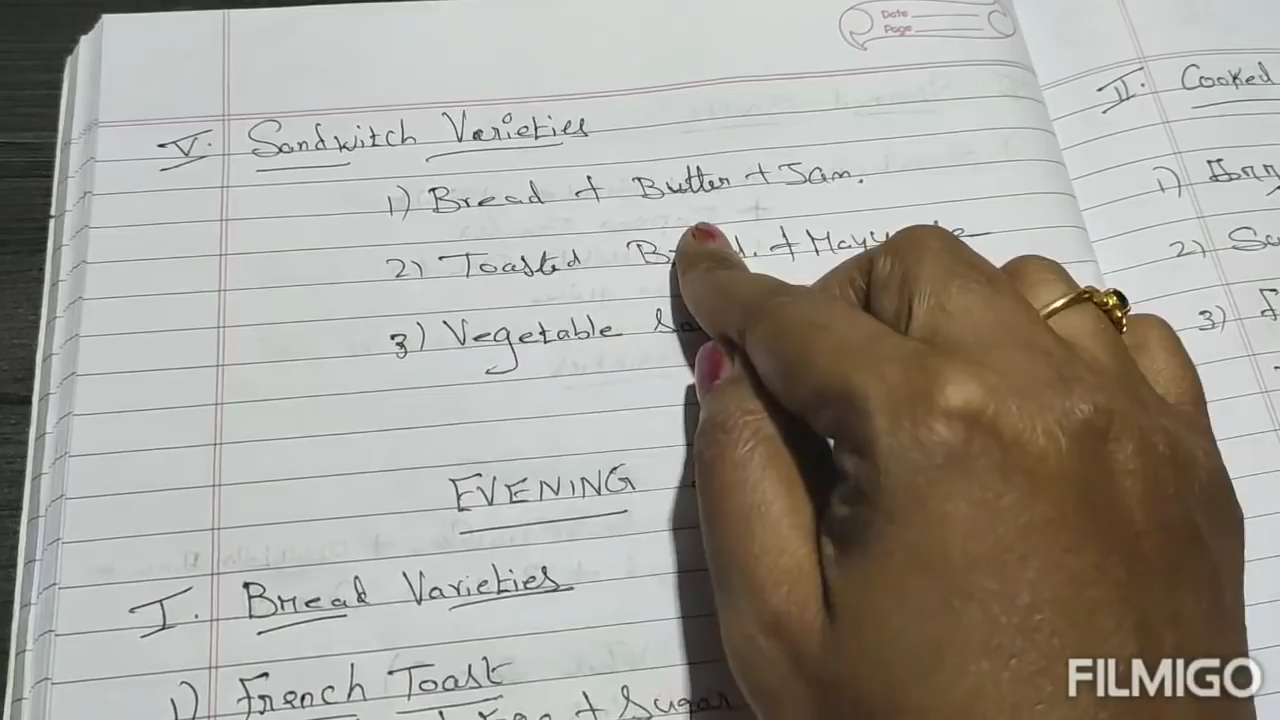 Date
Page
V. Sandwitch Varieties
1) Bread + Butter + Jam.
2) Toasted + 
3) Vegetable
EVENING
I. Bread Varieties
1) French Toast
+ Sugar
II. Cooked
1)
2)
3)
FILMIGO